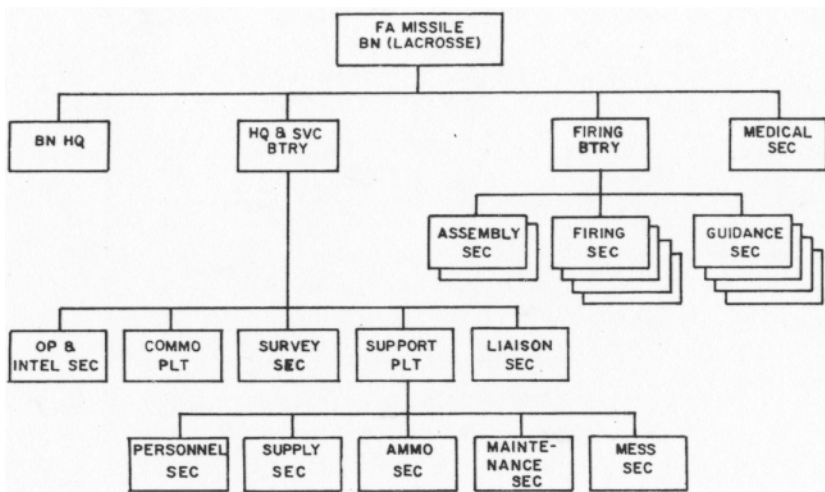 FA MISSILE
BN (LACROSSE)
BN HQ
HQ & SVC
BTRY
FIRING
BTRY
MEDICAL
SEC
ASSEMBLY
SEC
FIRING
SEC
GUIDANCE
SEC
OP &
INTEL SEC
COMMO
PLT
SURVEY
SEC
SUPPORT
PLT
LIAISON
SEC
PERSONNEL
SEC
SUPPLY
SEC
AMMO
SEC
MAINTE-
NANCE
SEC
MESS
SEC